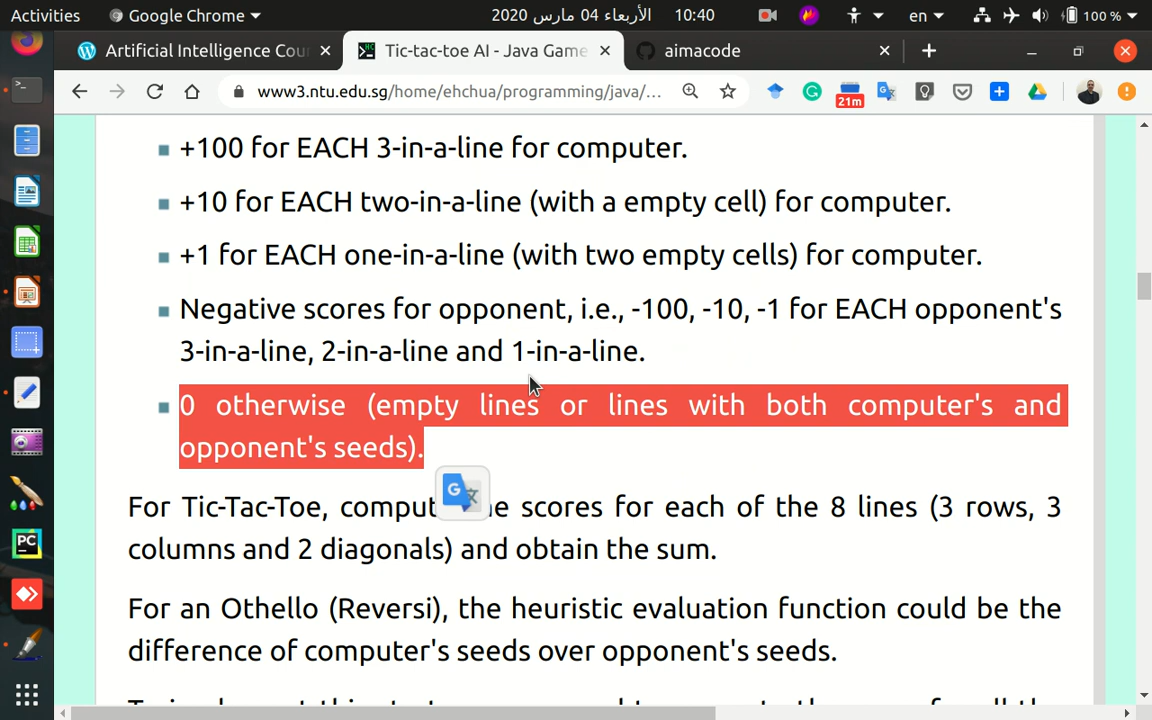 Activities Google Chrome 2020 الأربعاء 04 مارس 10:40 en 100 %
Artificial Intelligence Cou Tic-tac-toe AI - Java Game aimacode
www3.ntu.edu.sg/home/ehchua/programming/java/... 21m
+100 for EACH 3-in-a-line for computer.
+10 for EACH two-in-a-line (with a empty cell) for computer.
+1 for EACH one-in-a-line (with two empty cells) for computer.
Negative scores for opponent, i.e., -100, -10, -1 for EACH opponent's
3-in-a-line, 2-in-a-line and 1-in-a-line.
0 otherwise (empty lines or lines with both computer's and
opponent's seeds).
For Tic-Tac-Toe, comput e scores for each of the 8 lines (3 rows, 3
columns and 2 diagonals) and obtain the sum.
For an Othello (Reversi), the heuristic evaluation function could be the
difference of computer's seeds over opponent's seeds.